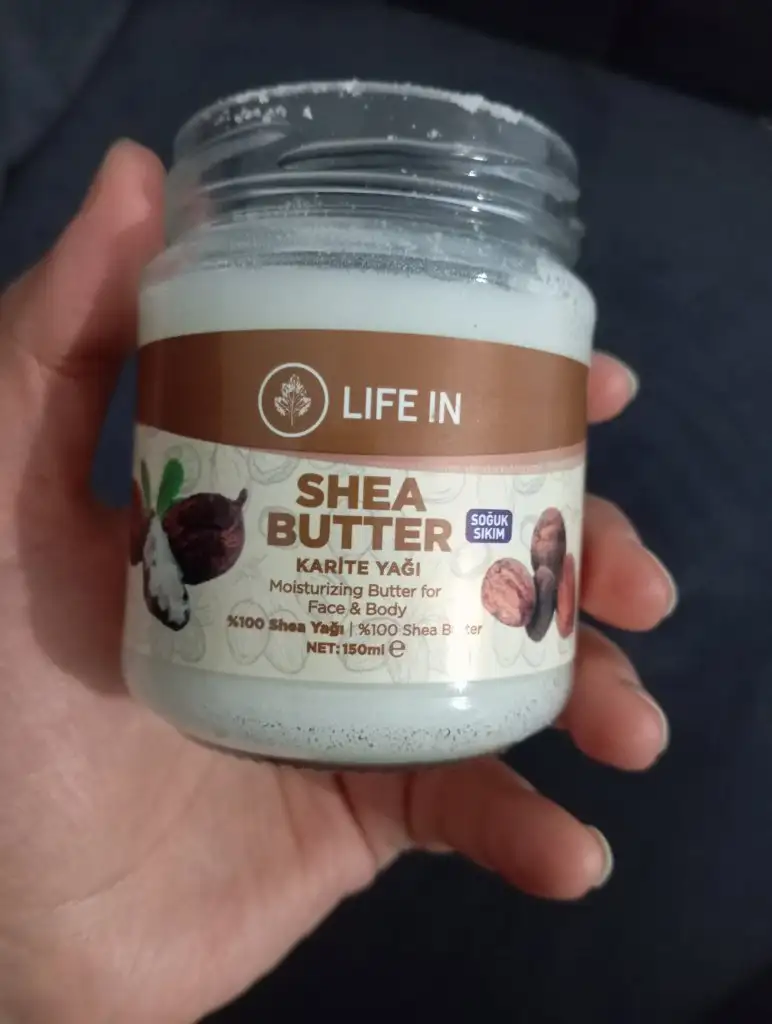 LIFE IN
SHEA
BUTTER
SOĞUK
SIKIM
KARİTE YAĞI
Moisturizing Butter for
Face & Body
%100 Shea Yağı | %100 Shea B ter
NET: 150ml e